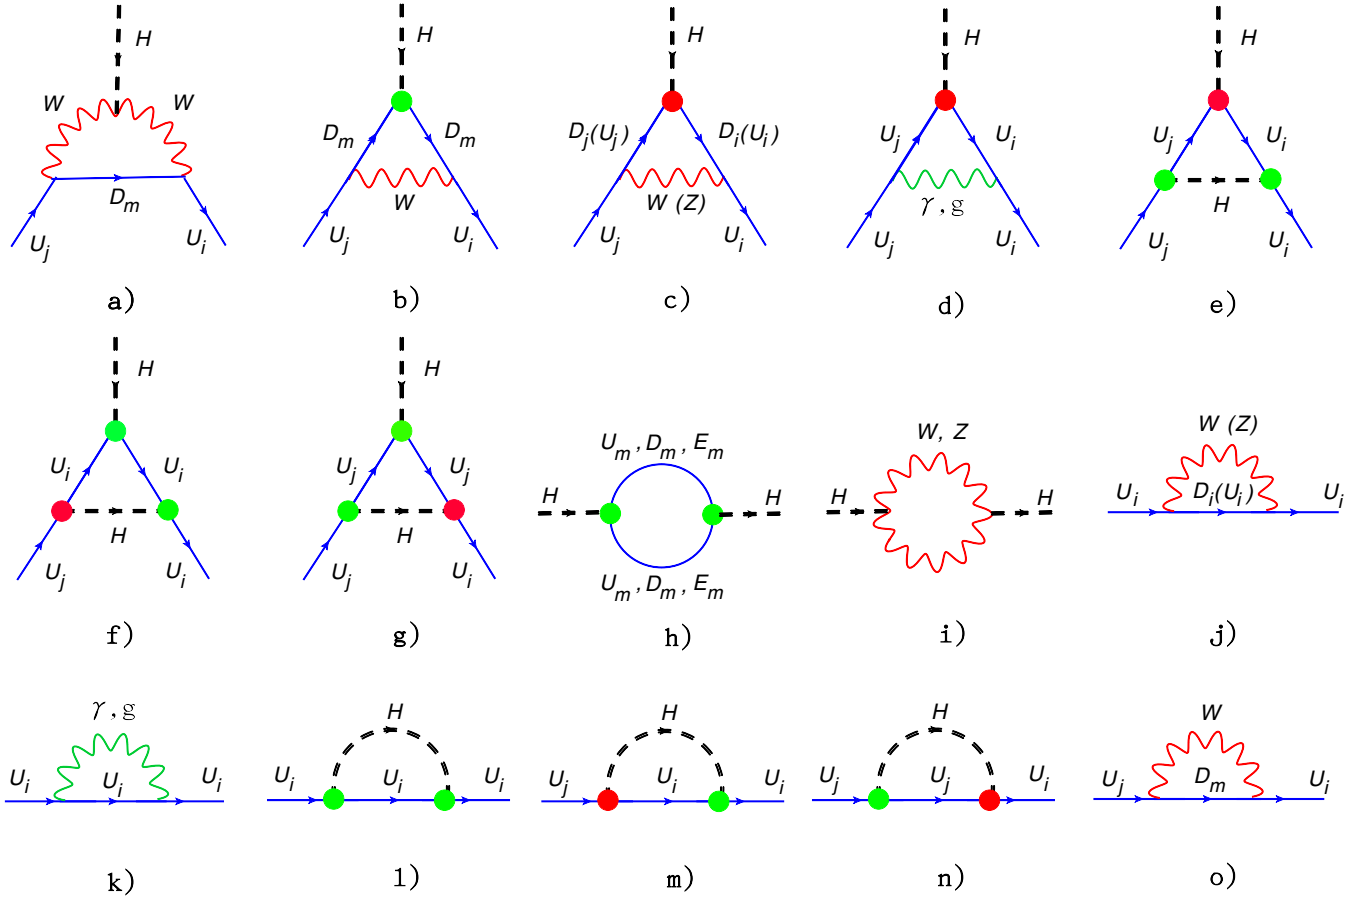 H H H H H
W W D_m D_m D_j(U_j) D_i(U_i) U_j U_i U_j U_i
D_m W W (Z) γ, g H
U_j U_i U_j U_i U_j U_i U_j U_i U_j U_i
a) b) c) d) e)
H H
U_i U_i U_j U_j U_m, D_m, E_m W, Z W (Z)
H H H H H H U_i D_i(U_i) U_i
U_j U_i U_j U_i U_m, D_m, E_m
f) g) h) i) j)
γ, g H H H W
U_i U_i U_i U_i U_i U_i U_j U_i U_i U_j U_j U_i U_j D_m U_i
k) l) m) n) o)